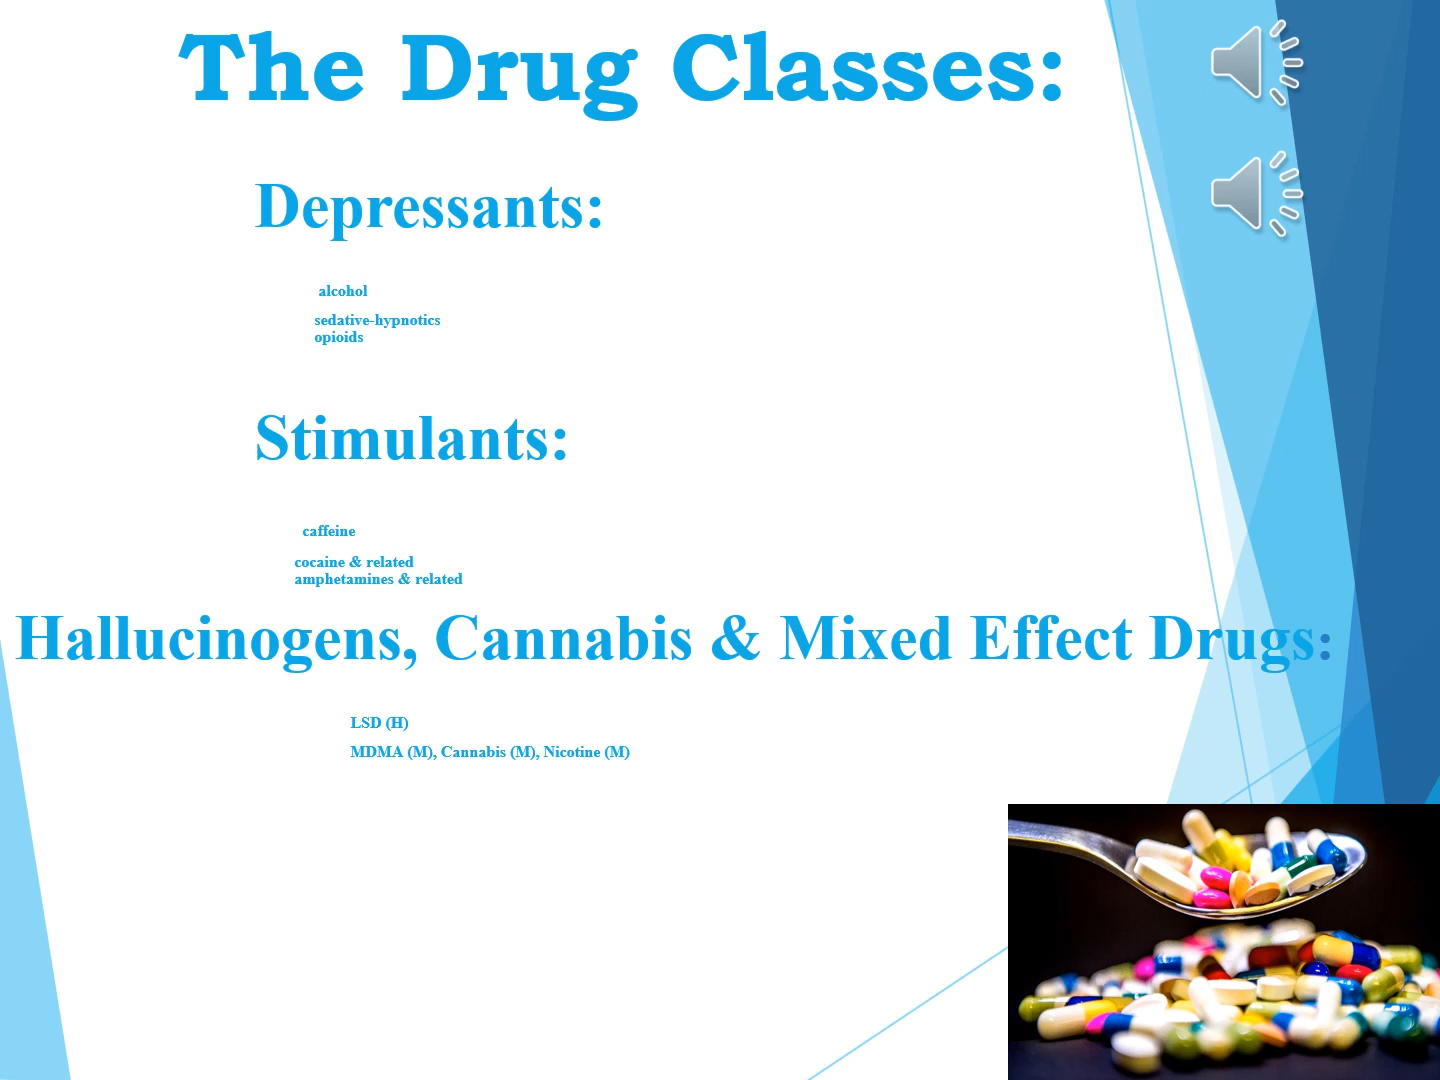 The Drug Classes:
Depressants:
alcohol
sedative-hypnotics
opioids
Stimulants:
caffeine
cocaine & related
amphetamines & related
Hallucinogens, Cannabis & Mixed Effect Drugs:
LSD (H)
MDMA (M), Cannabis (M), Nicotine (M)